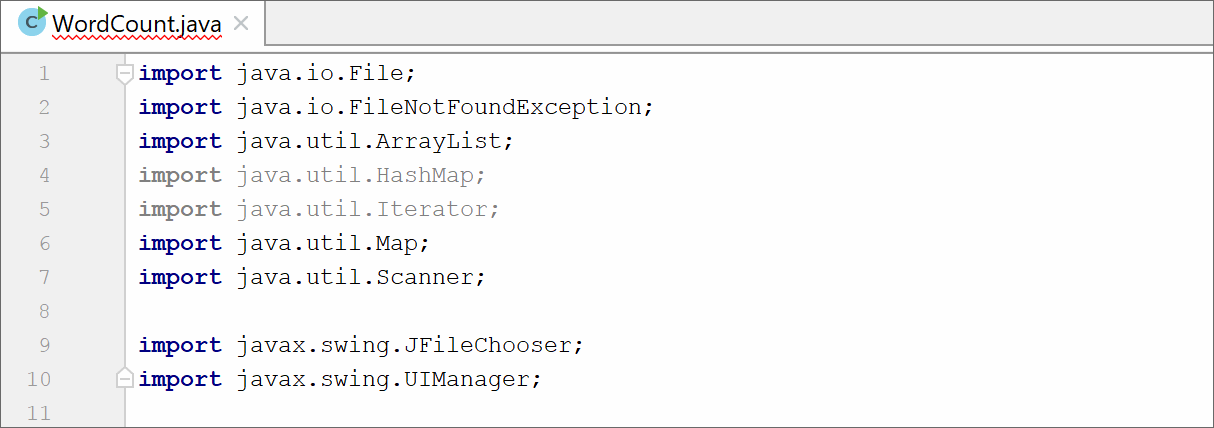 C WordCount.java
1 import java.io.File;
2 import java.io.FileNotFoundException;
3 import java.util.ArrayList;
4 import java.util.HashMap;
5 import java.util.Iterator;
6 import java.util.Map;
7 import java.util.Scanner;
8
9 import javax.swing.JFileChooser;
10 import javax.swing.UIManager;
11